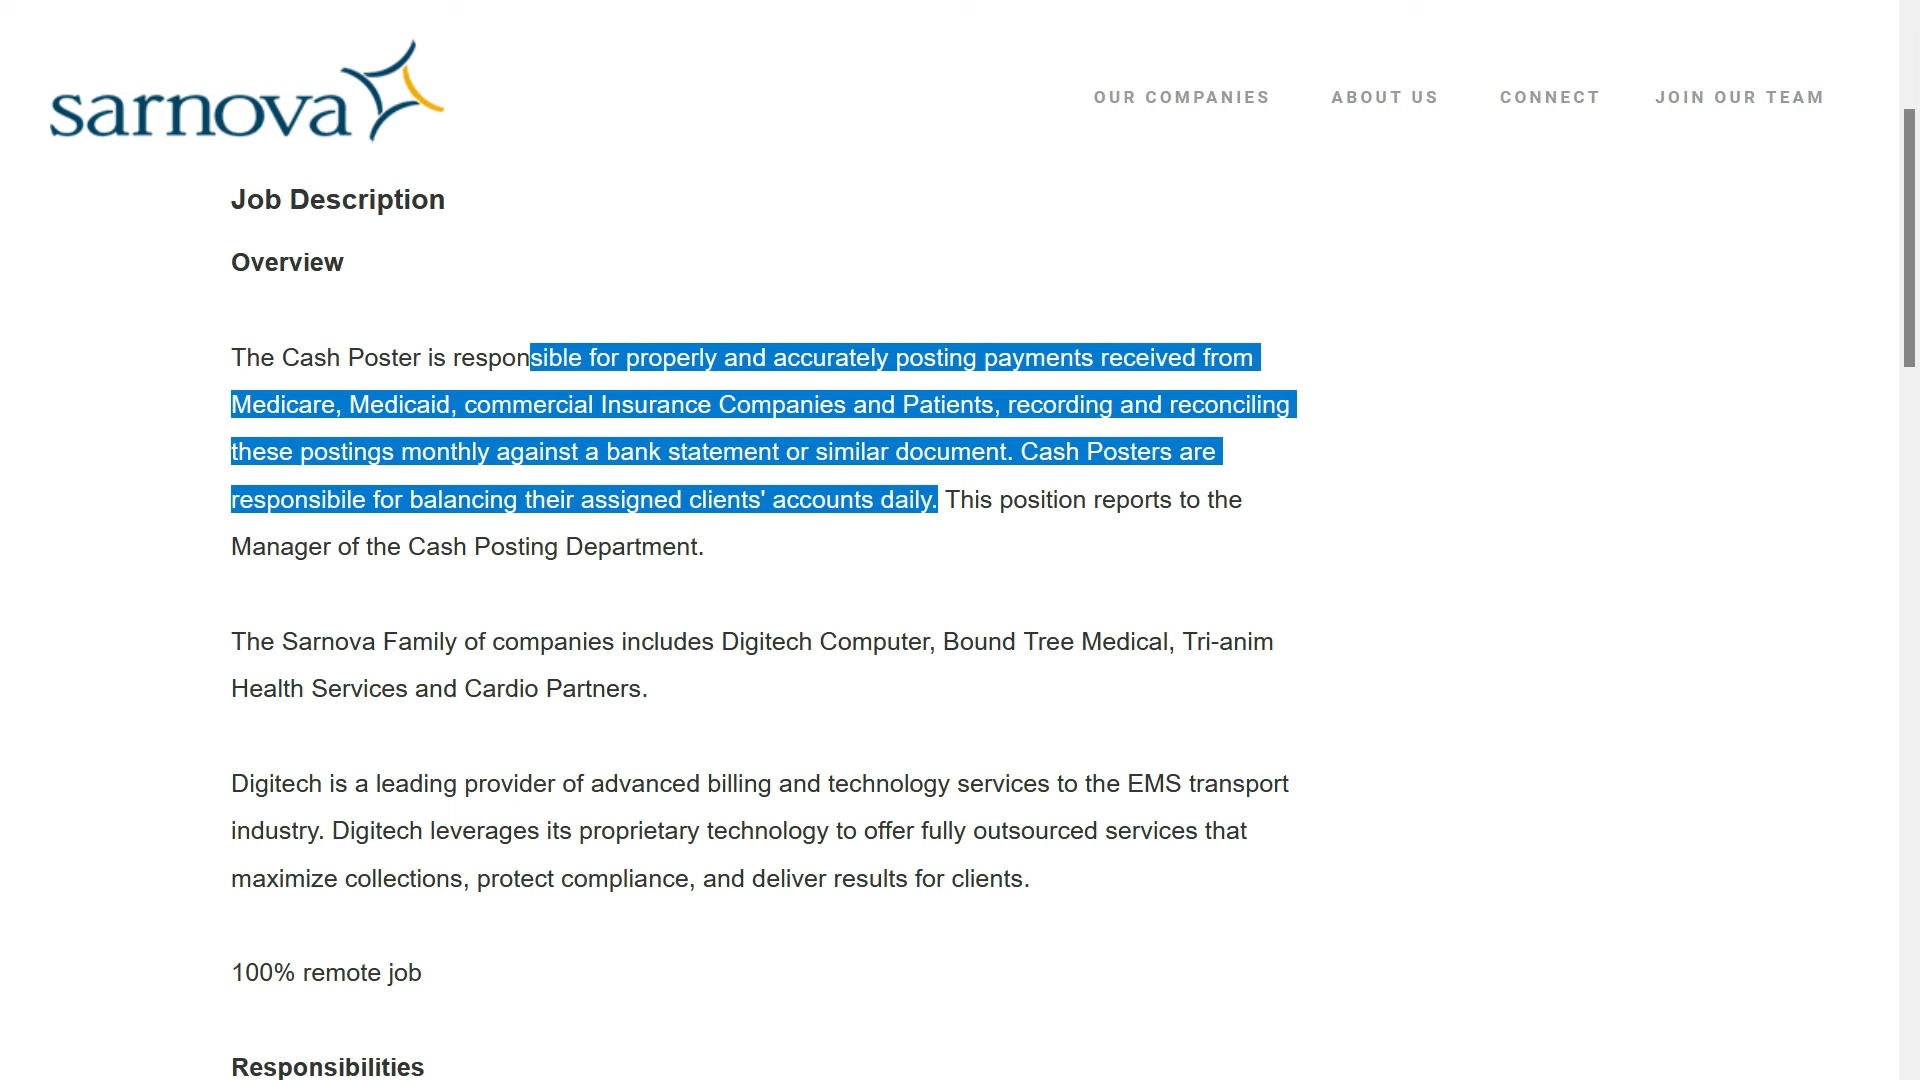 sarnova
OUR COMPANIES ABOUT US CONNECT JOIN OUR TEAM
Job Description
Overview
The Cash Poster is responsible for properly and accurately posting payments received from
Medicare, Medicaid, commercial Insurance Companies and Patients, recording and reconciling
these postings monthly against a bank statement or similar document. Cash Posters are
responsibile for balancing their assigned clients' accounts daily. This position reports to the
Manager of the Cash Posting Department.
The Sarnova Family of companies includes Digitech Computer, Bound Tree Medical, Tri-anim
Health Services and Cardio Partners.
Digitech is a leading provider of advanced billing and technology services to the EMS transport
industry. Digitech leverages its proprietary technology to offer fully outsourced services that
maximize collections, protect compliance, and deliver results for clients.
100% remote job
Responsibilities